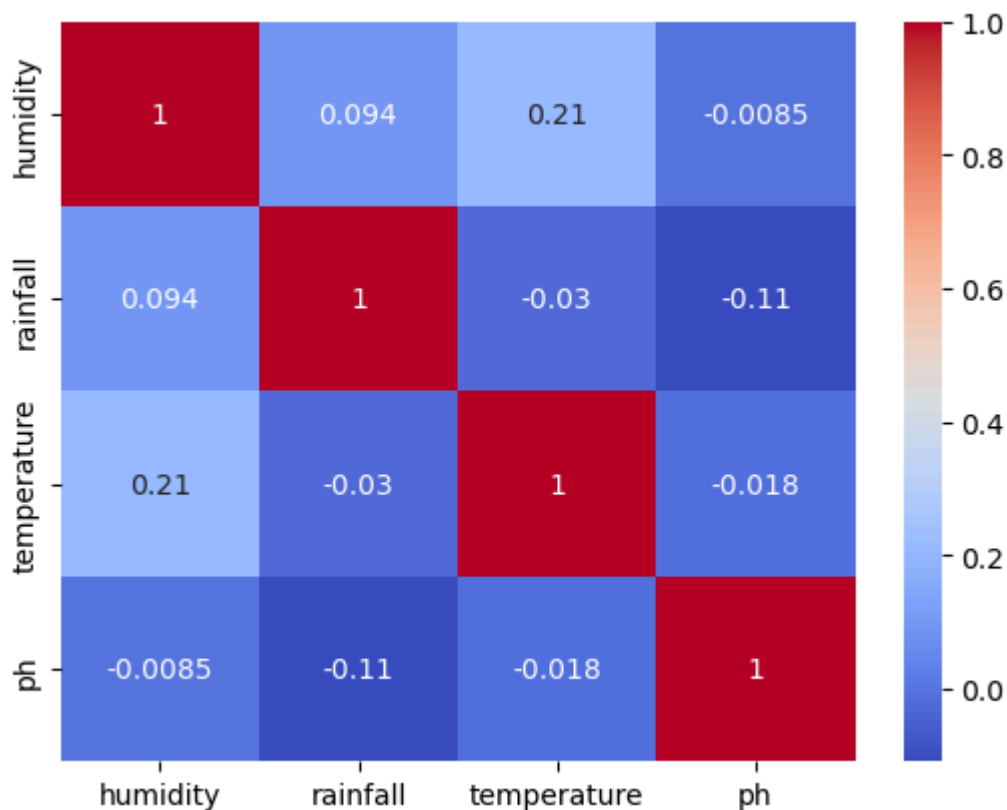 humidity 1 0.094 0.21 -0.0085
rainfall 0.094 1 -0.03 -0.11
temperature 0.21 -0.03 1 -0.018
ph -0.0085 -0.11 -0.018 1
humidity rainfall temperature ph
1.0
0.8
0.6
0.4
0.2
0.0